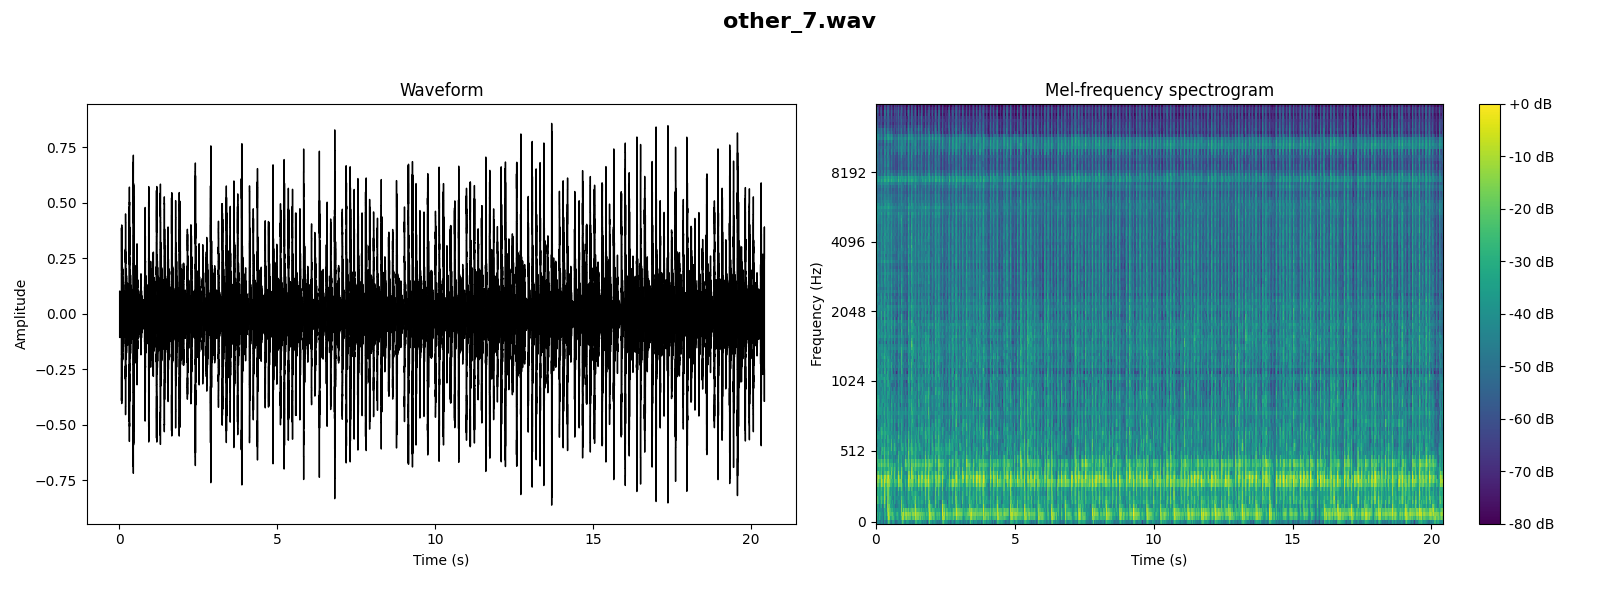 other_7.wav
Waveform
Amplitude
0.75
0.50
0.25
0.00
−0.25
−0.50
−0.75
0
5
10
15
20
Time (s)
Mel-frequency spectrogram
Frequency (Hz)
8192
4096
2048
1024
512
0
0
5
10
15
20
Time (s)
+0 dB
-10 dB
-20 dB
-30 dB
-40 dB
-50 dB
-60 dB
-70 dB
-80 dB